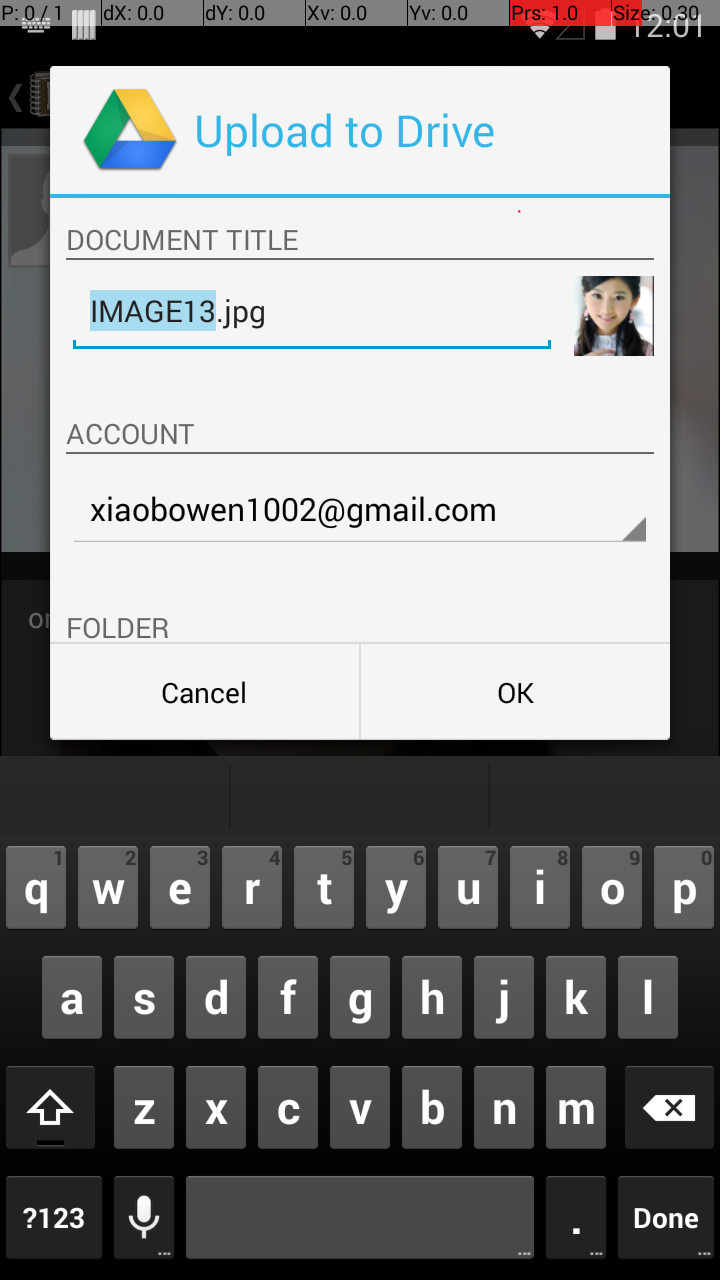 P: 0 / 1 dX: 0.0 dY: 0.0 Xv: 0.0 Yv: 0.0 Prs: 1.0 Size: 0.30
12:01
Upload to Drive
DOCUMENT TITLE
IMAGE13.jpg
ACCOUNT
xiaobowen1002@gmail.com
FOLDER
Cancel OK
1 2 3 4 5 6 7 8 9 0
q w e r t y u i o p
a s d f g h j k l
z x c v b n m
?123 . Done